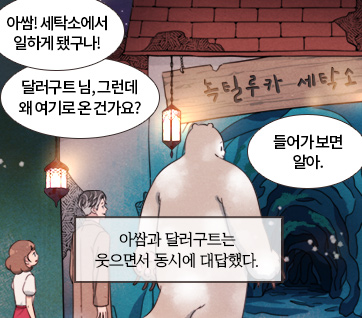 아쌈! 세탁소에서
일하게 됐구나!
달러구트 님, 그런데
왜 여기로 온 건가요?
녹틸루카 세탁소
들어가 보면
알아.
아쌈과 달러구트는
웃으면서 동시에 대답했다.